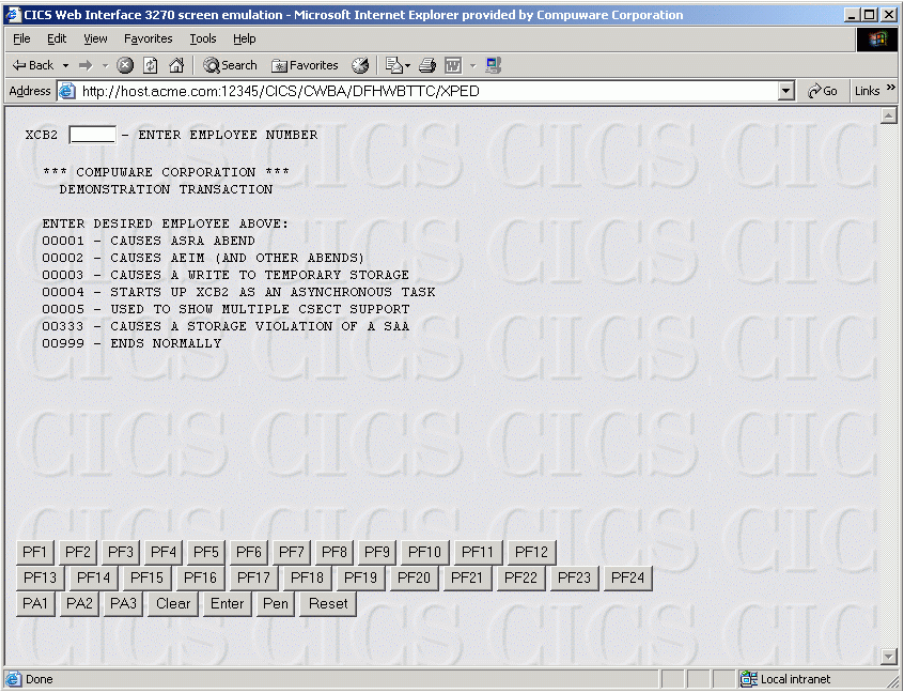 CICS Web Interface 3270 screen emulation - Microsoft Internet Explorer provided by Compuware Corporation
File Edit View Favorites Tools Help
Back Search Favorites
Address http://host.acme.com:12345/CICS/CWBA/DFHWBTTC/XPED Go Links »
XCB2 - ENTER EMPLOYEE NUMBER
*** COMPUWARE CORPORATION ***
DEMONSTRATION TRANSACTION
ENTER DESIRED EMPLOYEE ABOVE:
00001 - CAUSES ASRA ABEND
00002 - CAUSES AEIM (AND OTHER ABENDS)
00003 - CAUSES A WRITE TO TEMPORARY STORAGE
00004 - STARTS UP XCB2 AS AN ASYNCHRONOUS TASK
00005 - USED TO SHOW MULTIPLE CSECT SUPPORT
00333 - CAUSES A STORAGE VIOLATION OF A SAA
00999 - ENDS NORMALLY
PF1 PF2 PF3 PF4 PF5 PF6 PF7 PF8 PF9 PF10 PF11 PF12
PF13 PF14 PF15 PF16 PF17 PF18 PF19 PF20 PF21 PF22 PF23 PF24
PA1 PA2 PA3 Clear Enter Pen Reset
Done Local intranet